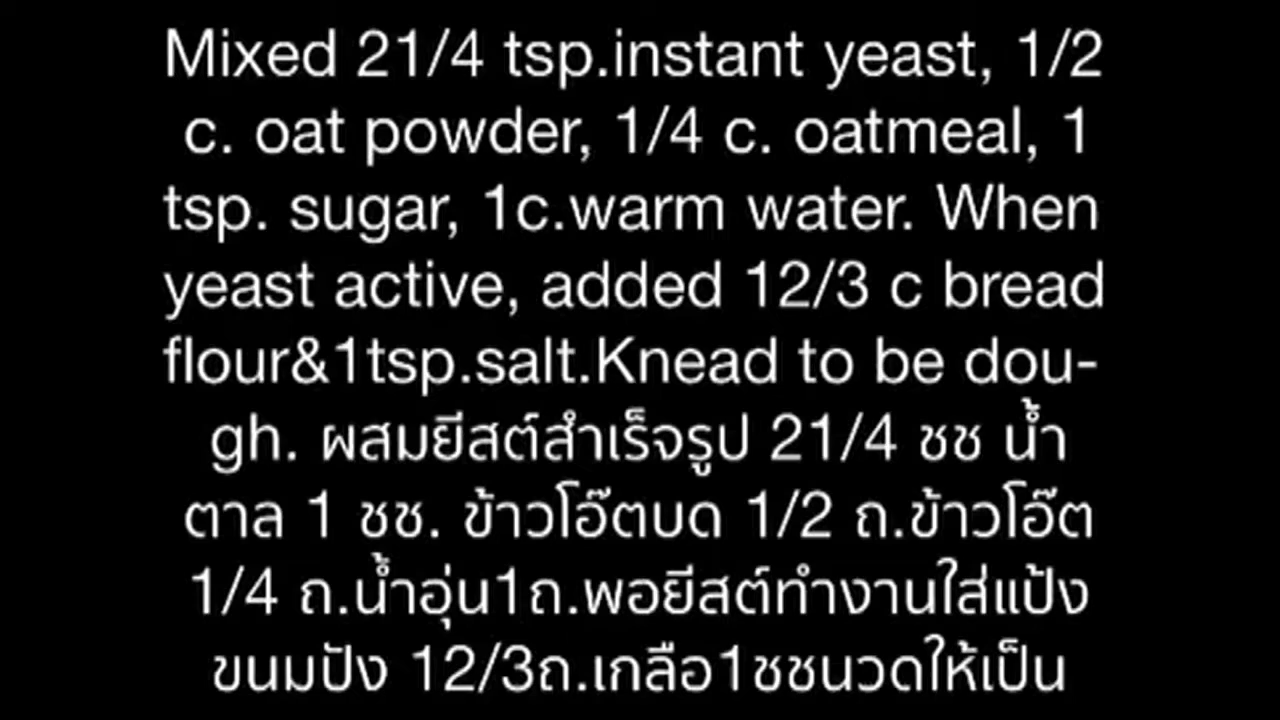 Mixed 21/4 tsp.instant yeast, 1/2
c. oat powder, 1/4 c. oatmeal, 1
tsp. sugar, 1c.warm water. When
yeast active, added 12/3 c bread
flour&1tsp.salt.Knead to be dou-
gh. ผสมยีสต์สำเร็จรูป 21/4 ชช น้ำ
ตาล 1 ชช. ข้าวโอ๊ตบด 1/2 ถ.ข้าวโอ๊ต
1/4 ถ.น้ำอุ่น1ถ.พอยีสต์ทำงานใส่แป้ง
ขนมปัง 12/3ถ.เกลือ1ชชนวดให้เป็น